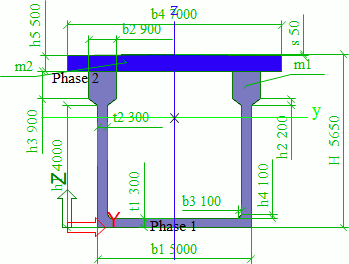 b4 7000
z
b2 900
s 50
h5 500
m2
Phase 2
m1
t2 300
y
h3 900
h2 200
H 5650
4000
Z
t1 300
b3 100
h4 100
Y
Phase 1
b1 5000